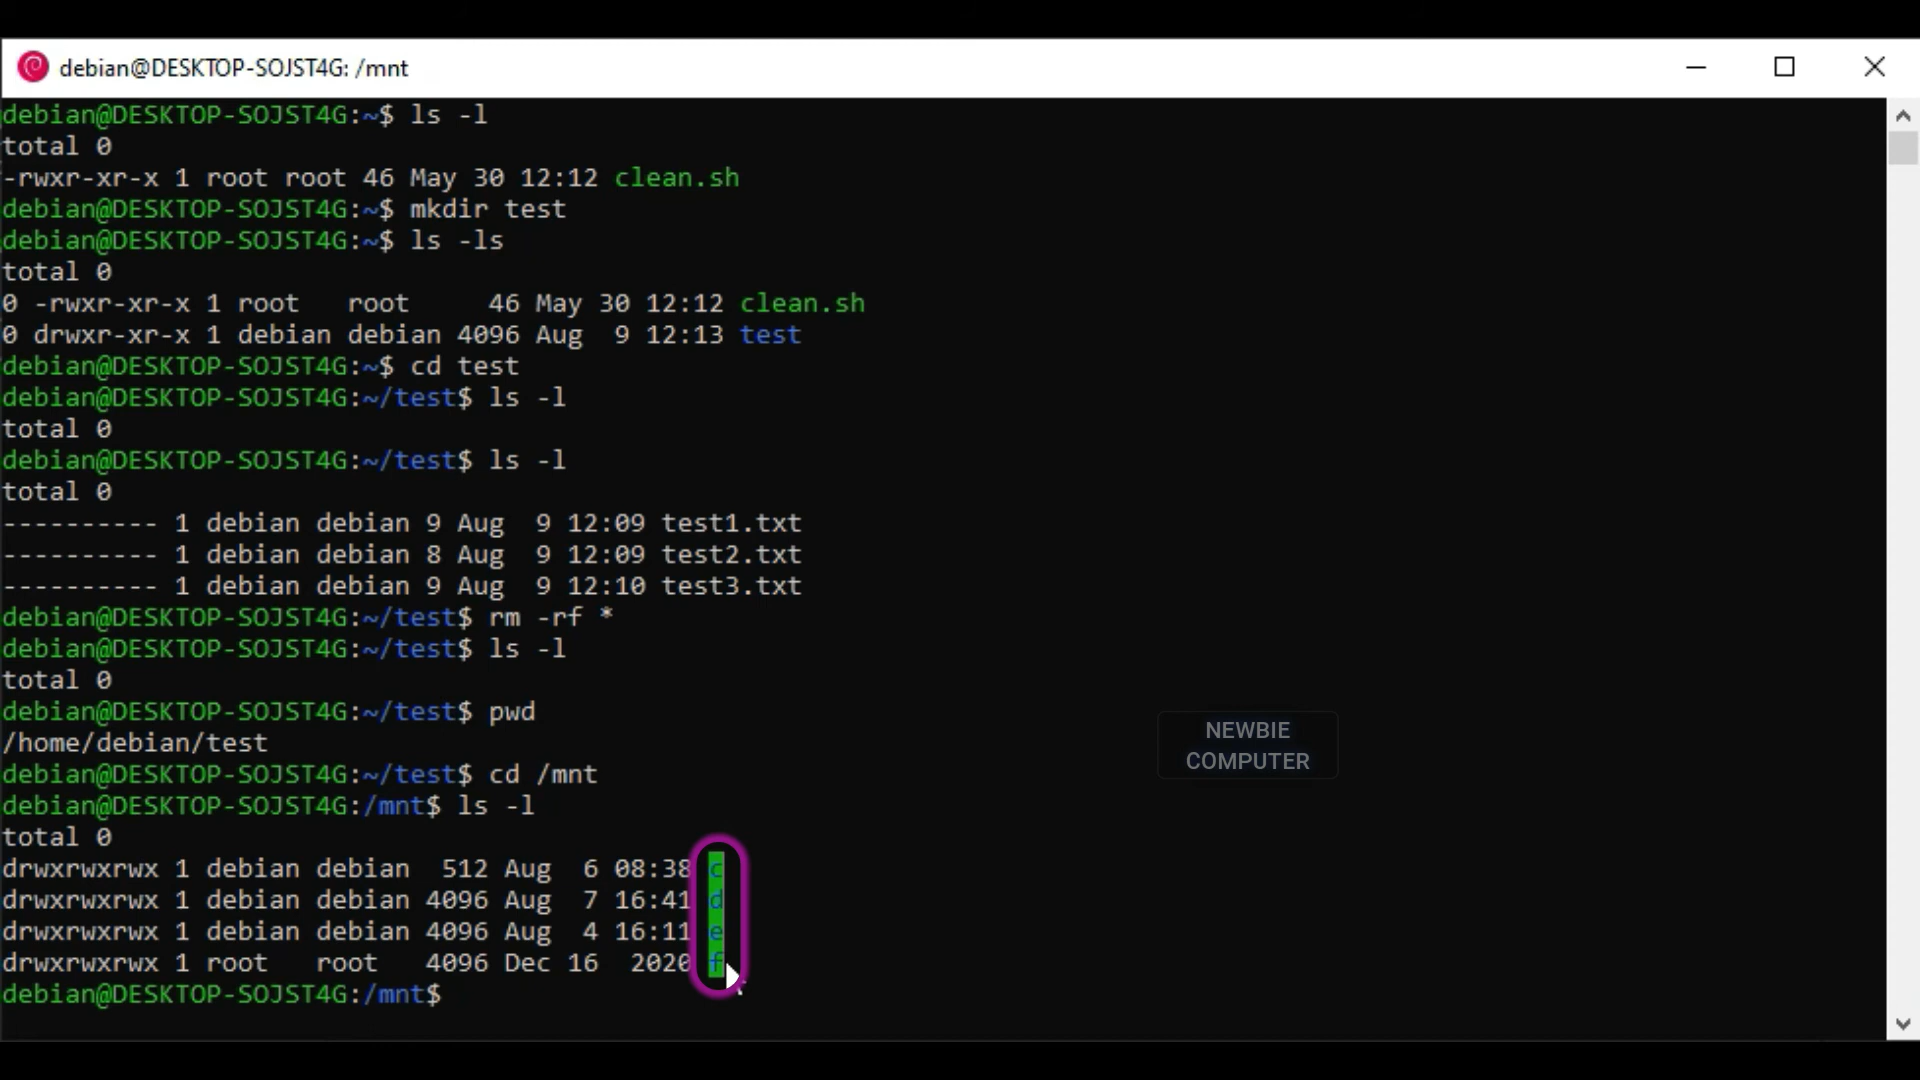 debian@DESKTOP-SOJST4G: /mnt
debian@DESKTOP-SOJST4G:~$ ls -l
total 0
-rwxr-xr-x 1 root root 46 May 30 12:12 clean.sh
debian@DESKTOP-SOJST4G:~$ mkdir test
debian@DESKTOP-SOJST4G:~$ ls -ls
total 0
0 -rwxr-xr-x 1 root   root     46 May 30 12:12 clean.sh
0 drwxr-xr-x 1 debian debian 4096 Aug  9 12:13 test
debian@DESKTOP-SOJST4G:~$ cd test
debian@DESKTOP-SOJST4G:~/test$ ls -l
total 0
debian@DESKTOP-SOJST4G:~/test$ ls -l
total 0
---------- 1 debian debian 9 Aug  9 12:09 test1.txt
---------- 1 debian debian 8 Aug  9 12:09 test2.txt
---------- 1 debian debian 9 Aug  9 12:10 test3.txt
debian@DESKTOP-SOJST4G:~/test$ rm -rf *
debian@DESKTOP-SOJST4G:~/test$ ls -l
total 0
debian@DESKTOP-SOJST4G:~/test$ pwd
/home/debian/test
debian@DESKTOP-SOJST4G:~/test$ cd /mnt
debian@DESKTOP-SOJST4G:/mnt$ ls -l
total 0
drwxrwxrwx 1 debian debian  512 Aug  6 08:38 c
drwxrwxrwx 1 debian debian 4096 Aug  7 16:41 d
drwxrwxrwx 1 debian debian 4096 Aug  4 16:11 e
drwxrwxrwx 1 root   root   4096 Dec 16  2020 f
debian@DESKTOP-SOJST4G:/mnt$
NEWBIE
COMPUTER